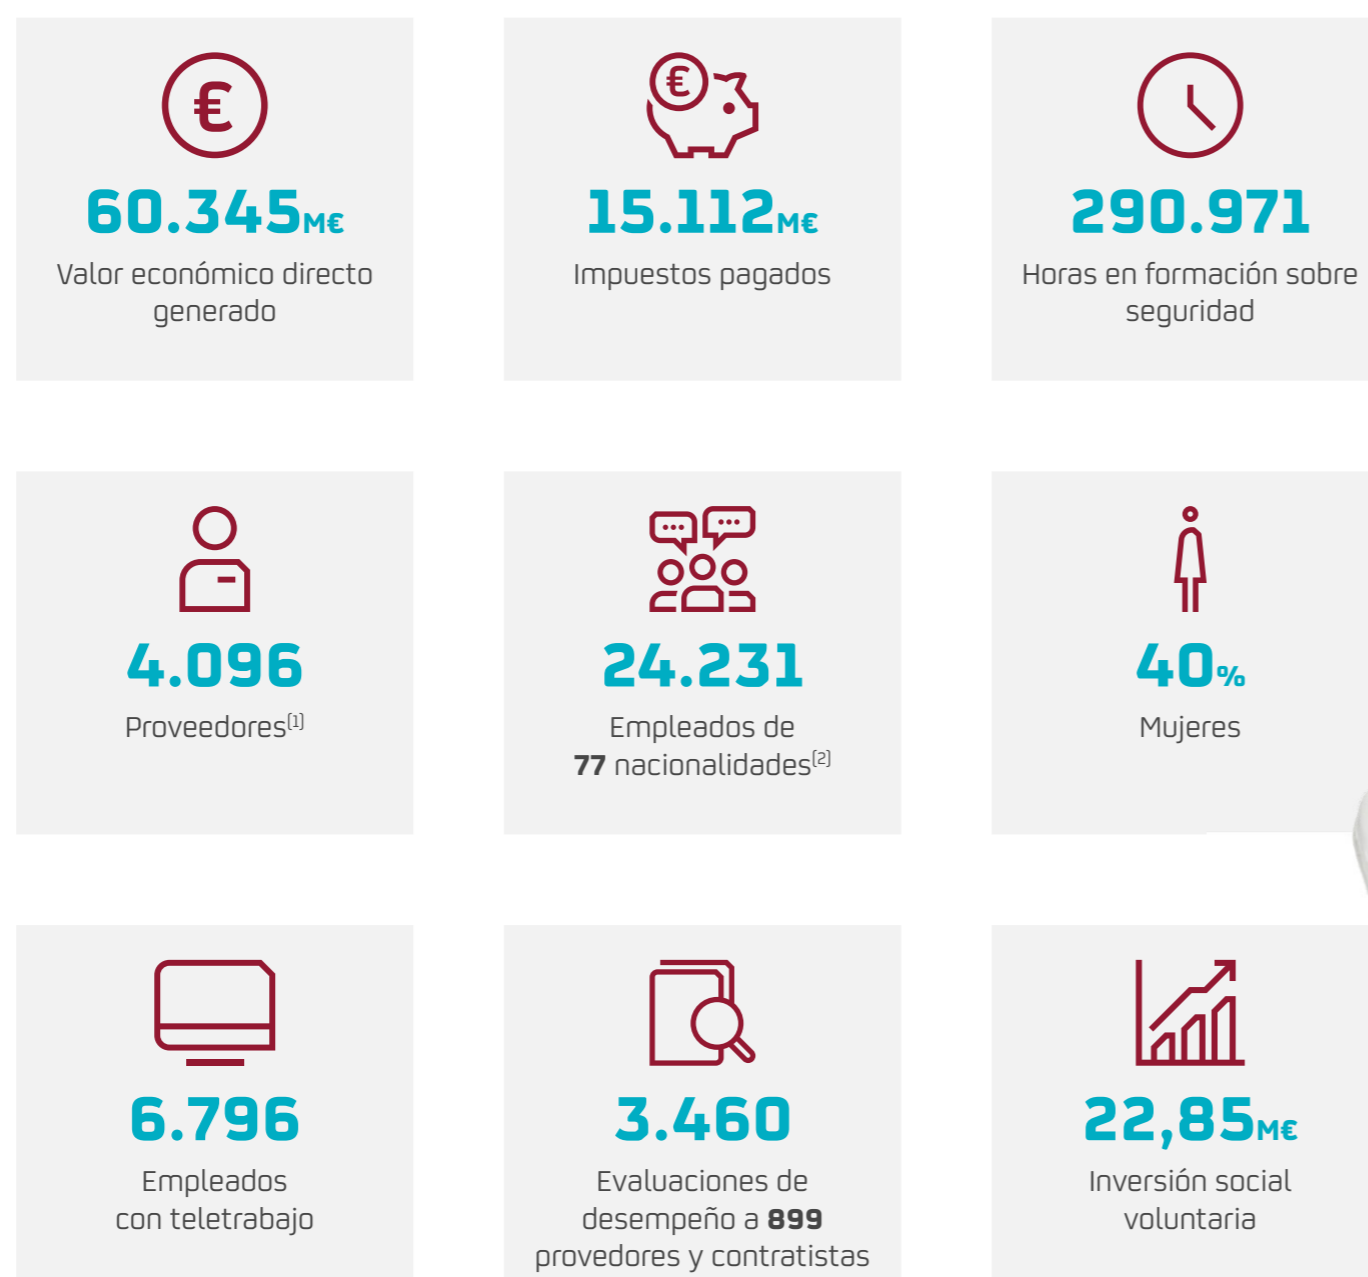 €
60.345M€
Valor económico directo
generado
€
15.112M€
Impuestos pagados
290.971
Horas en formación sobre
seguridad
4.096
Proveedores(1)
24.231
Empleados de
77 nacionalidades(2)
40%
Mujeres
6.796
Empleados
con teletrabajo
3.460
Evaluaciones de
desempeño a 899
provedores y contratistas
22,85M€
Inversión social
voluntaria